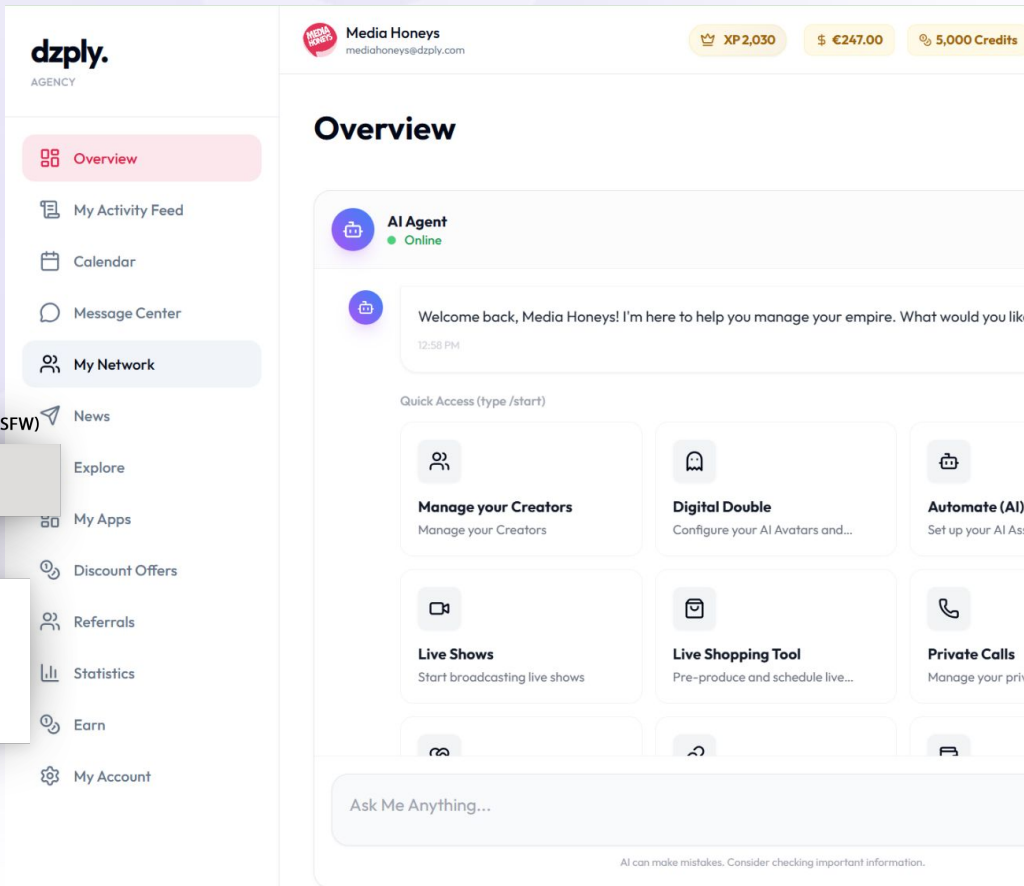 dzply.
AGENCY
Overview
My Activity Feed
Calendar
Message Center
My Network
SFW)
News
Explore
My Apps
Discount Offers
Referrals
Statistics
Earn
My Account
MEDIA
HONEYS
Media Honeys
mediahoneys@dzply.com
XP 2,030
$ €247.00
5,000 Credits
Overview
AI Agent
Online
Welcome back, Media Honeys! I'm here to help you manage your empire. What would you lik
12:58 PM
Quick Access (type /start)
Manage your Creators
Manage your Creators
Digital Double
Configure your AI Avatars and...
Automate (AI)
Set up your AI Ass
Live Shows
Start broadcasting live shows
Live Shopping Tool
Pre-produce and schedule live...
Private Calls
Manage your priv
Ask Me Anything...
AI can make mistakes. Consider checking important information.